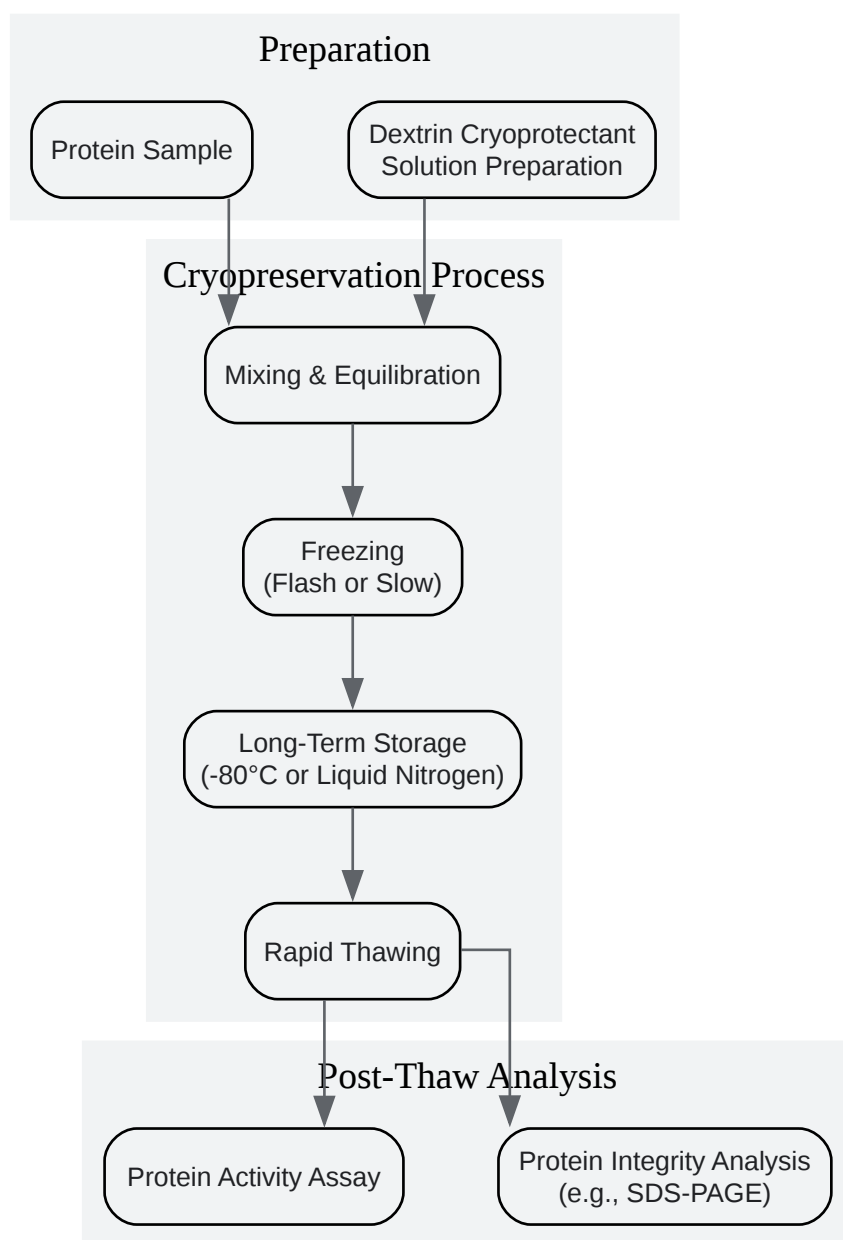 Preparation
Protein Sample
Dextrin Cryoprotectant
Solution Preparation
Cryopreservation Process
Mixing & Equilibration
Freezing
(Flash or Slow)
Long-Term Storage
(-80°C or Liquid Nitrogen)
Rapid Thawing
Post-Thaw Analysis
Protein Activity Assay
Protein Integrity Analysis
(e.g., SDS-PAGE)